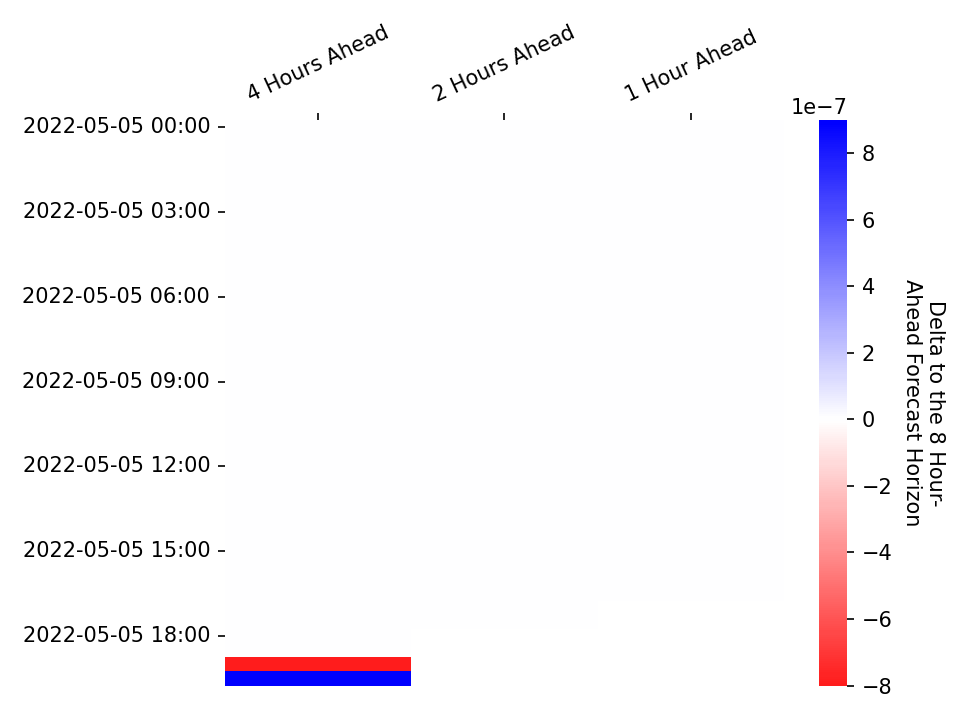 4 Hours Ahead
2 Hours Ahead
1 Hour Ahead
1e−7
2022-05-05 00:00
2022-05-05 03:00
2022-05-05 06:00
2022-05-05 09:00
2022-05-05 12:00
2022-05-05 15:00
2022-05-05 18:00
8
6
4
2
0
−2
−4
−6
−8
Delta to the 8 Hour-
Ahead Forecast Horizon